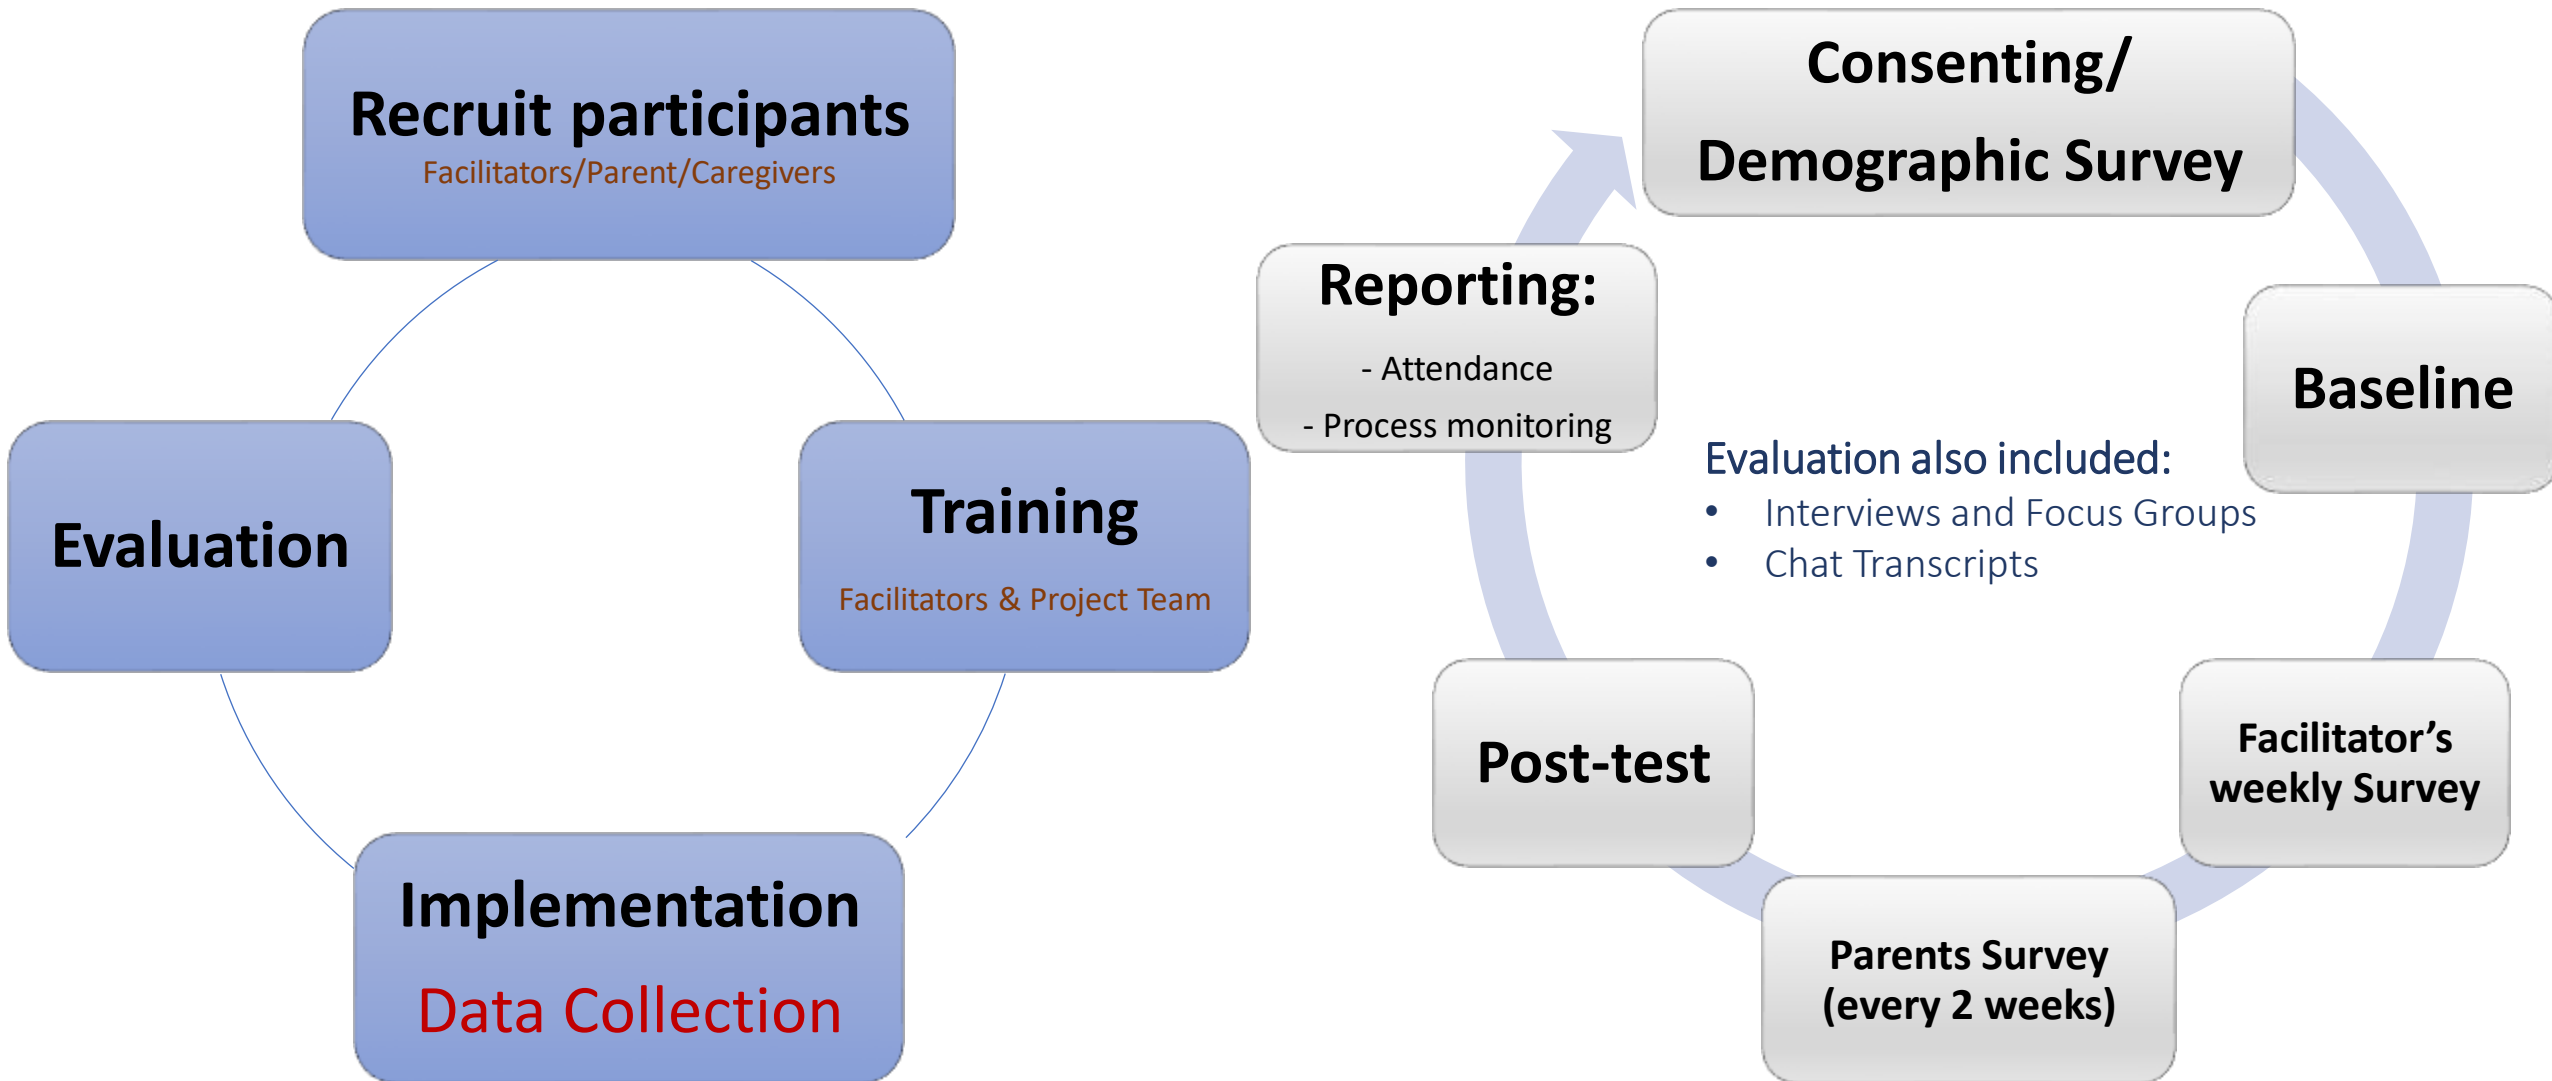 Recruit participants
Facilitators/Parent/Caregivers
Training
Facilitators & Project Team
Implementation
Data Collection
Evaluation
Consenting/
Demographic Survey
Baseline
Facilitator’s
weekly Survey
Parents Survey
(every 2 weeks)
Post-test
Reporting:
- Attendance
- Process monitoring
Evaluation also included:
• Interviews and Focus Groups
• Chat Transcripts